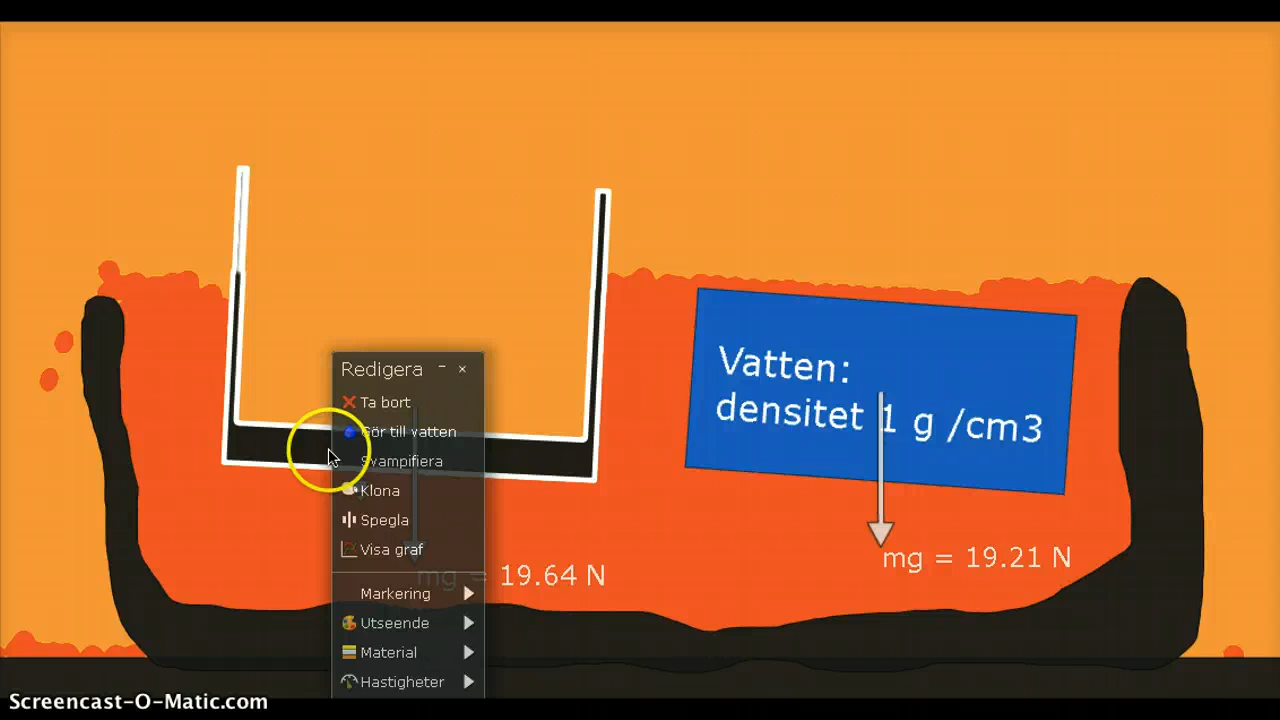 Redigera
Ta bort
Gör till vatten
Svampifiera
Klona
Spegla
Visa graf
Markering
Utseende
Material
Hastigheter
mg = 19.64 N
Vatten:
densitet 1 g /cm3
mg = 19.21 N
Screencast-O-Matic.com